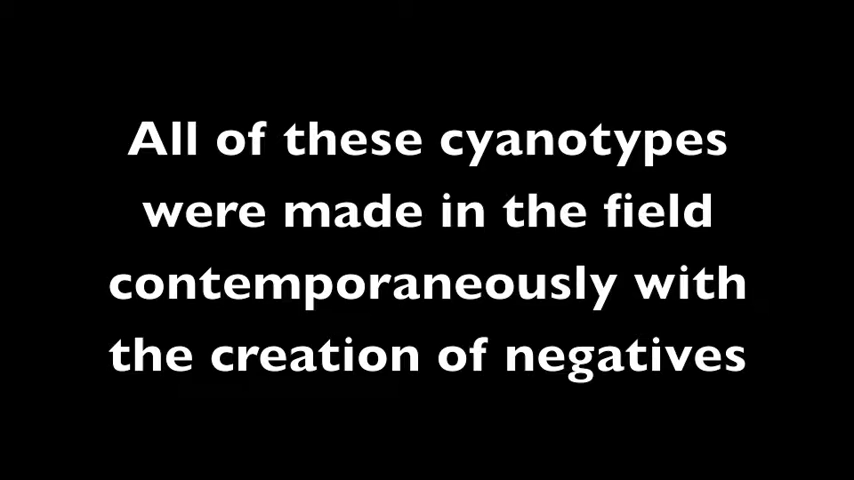 All of these cyanotypes
were made in the field
contemporaneously with
the creation of negatives